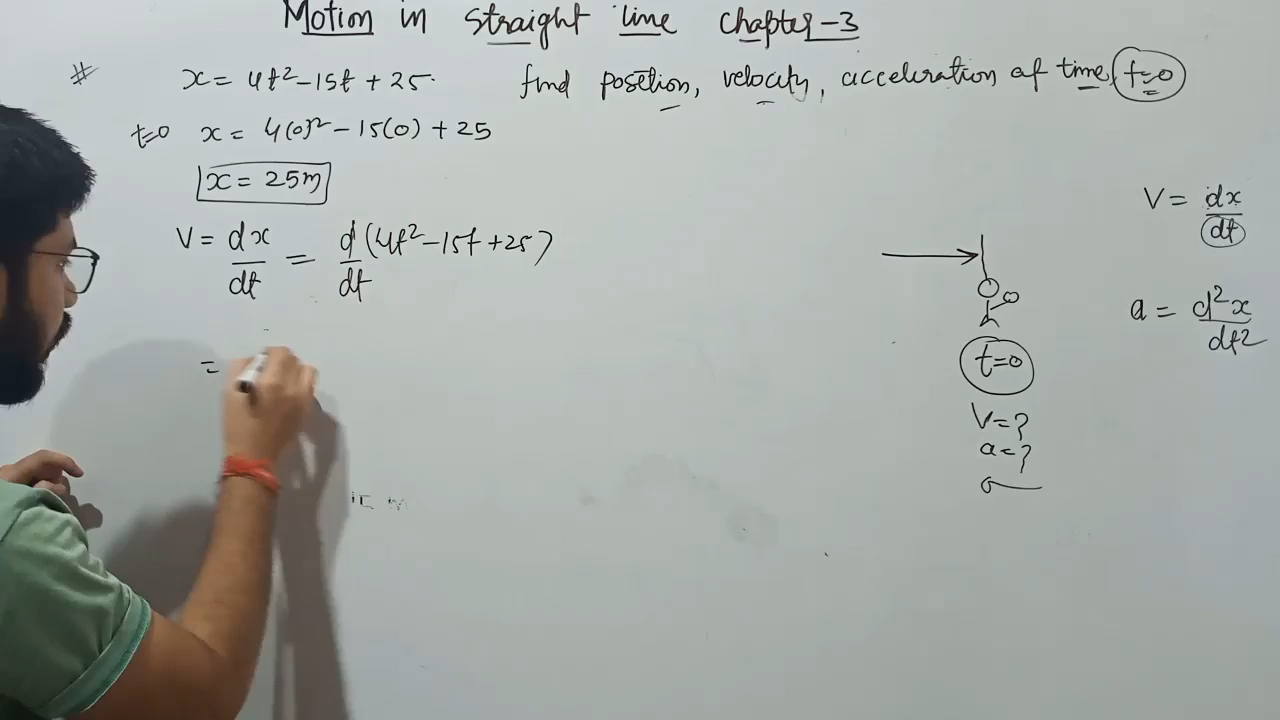 Motion in straight line chapter-3
# x = 4t² - 15t + 25. find position, velocity, acceleration at time t=0
t=0 x = 4(0)² - 15(0) + 25
x = 25m
V = dx/dt = d/dt (4t² - 15t + 25)
=
V = dx/dt
a = d²x/dt²
t=0
V = ?
a = ?